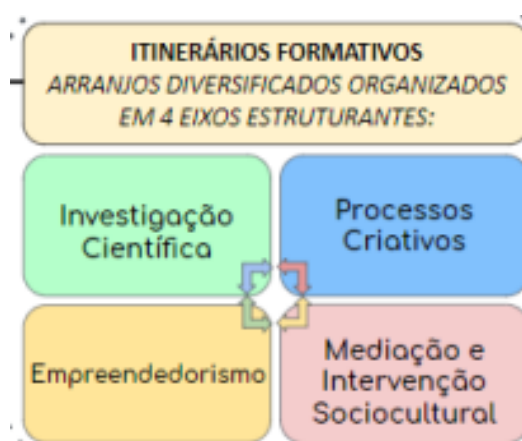 ITINERÁRIOS FORMATIVOS
ARRANJOS DIVERSIFICADOS ORGANIZADOS
EM 4 EIXOS ESTRUTURANTES:
Investigação
Científica
Processos
Criativos
Empreendedorismo
Mediação e
Intervenção
Sociocultural